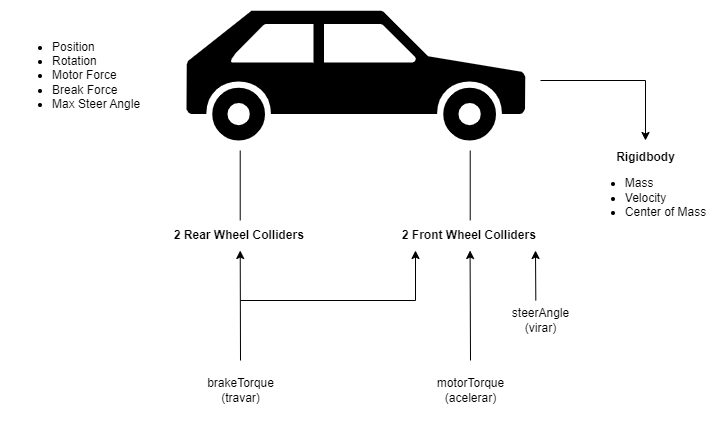 Position
Rotation
Motor Force
Break Force
Max Steer Angle
Rigidbody
Mass
Velocity
Center of Mass
2 Rear Wheel Colliders
2 Front Wheel Colliders
steerAngle
(virar)
brakeTorque
(travar)
motorTorque
(acelerar)